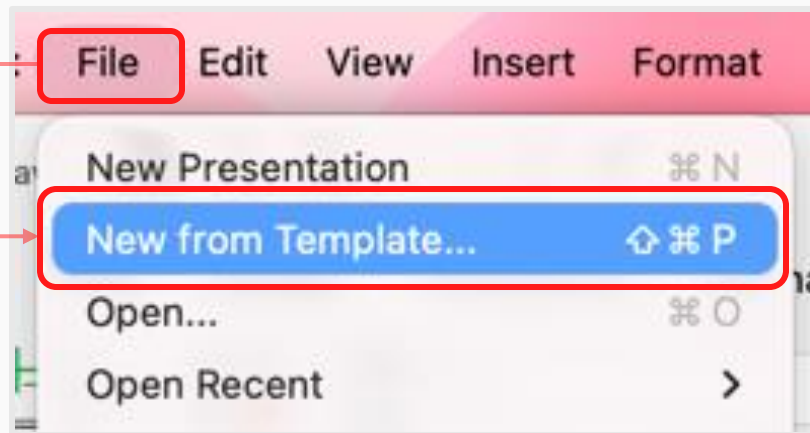 File Edit View Insert Format
New Presentation ⌘ N
New from Template... ⇧ ⌘ P
Open... ⌘ O
Open Recent >